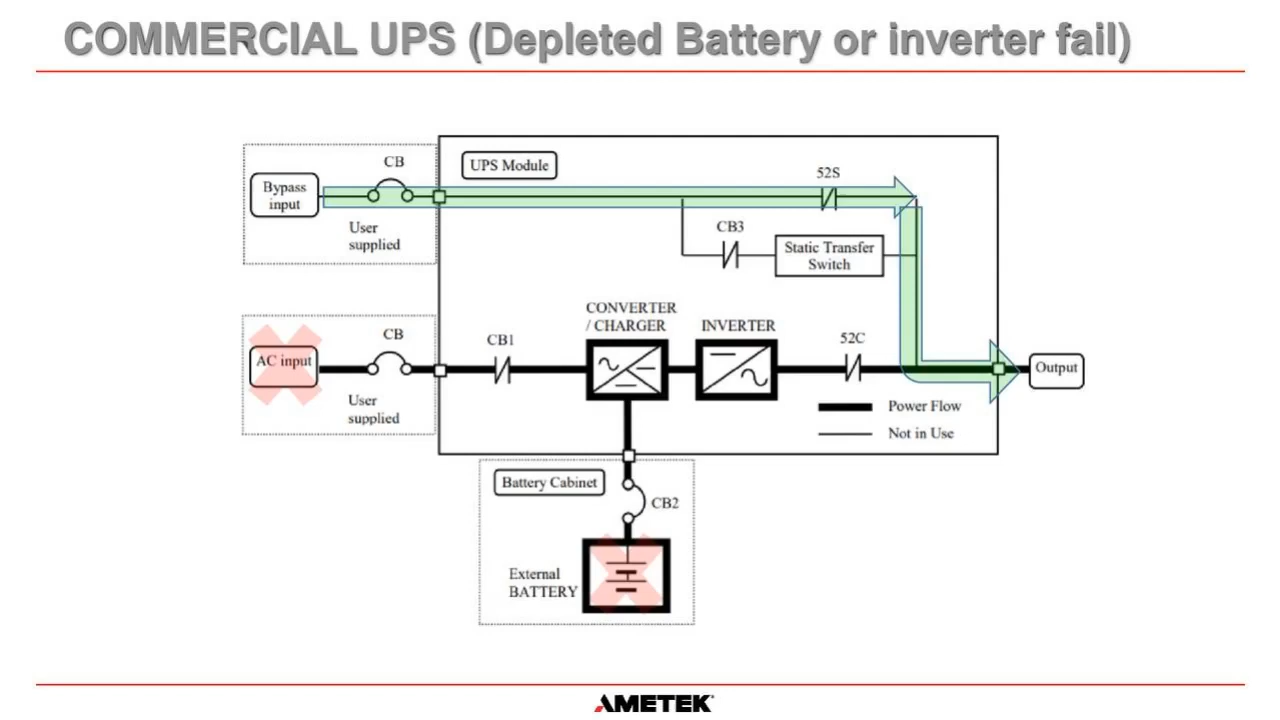 COMMERCIAL UPS (Depleted Battery or inverter fail)
CB
UPS Module
52S
Bypass
input
User
supplied
CB3
Static Transfer
Switch
CONVERTER
/ CHARGER
INVERTER
CB
CB1
52C
AC input
Output
User
supplied
Power Flow
Not in Use
Battery Cabinet
CB2
External
BATTERY
AMETEK